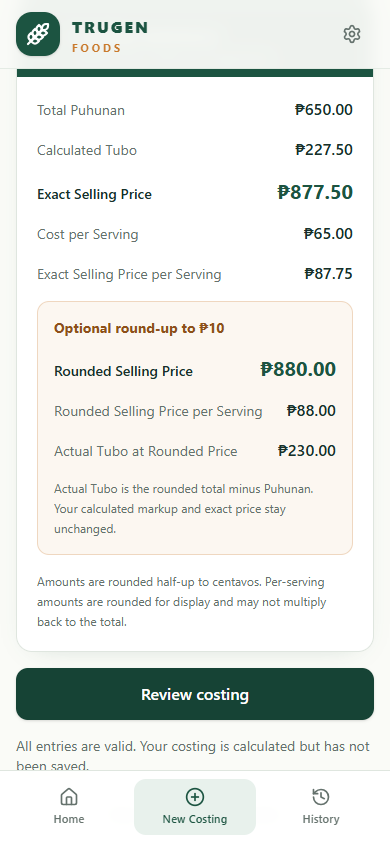 TRUGEN
FOODS
Total Puhunan ₱650.00
Calculated Tubo ₱227.50
Exact Selling Price ₱877.50
Cost per Serving ₱65.00
Exact Selling Price per Serving ₱87.75
Optional round-up to ₱10
Rounded Selling Price ₱880.00
Rounded Selling Price per Serving ₱88.00
Actual Tubo at Rounded Price ₱230.00
Actual Tubo is the rounded total minus Puhunan.
Your calculated markup and exact price stay
unchanged.
Amounts are rounded half-up to centavos. Per-serving
amounts are rounded for display and may not multiply
back to the total.
Review costing
All entries are valid. Your costing is calculated but has not
been saved.
Home New Costing History